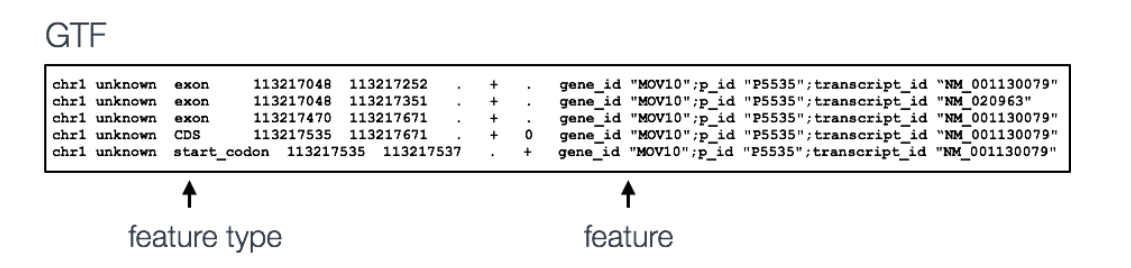 GTF
chr1 unknown exon 113217048 113217252 . + . gene_id "MOV10";p_id "P5535";transcript_id "NM_001130079"
chr1 unknown exon 113217048 113217351 . + . gene_id "MOV10";p_id "P5535";transcript_id "NM_020963"
chr1 unknown exon 113217470 113217671 . + . gene_id "MOV10";p_id "P5535";transcript_id "NM_001130079"
chr1 unknown CDS 113217535 113217671 . + 0 gene_id "MOV10";p_id "P5535";transcript_id "NM_001130079"
chr1 unknown start_codon 113217535 113217537 . + gene_id "MOV10";p_id "P5535";transcript_id "NM_001130079"
feature type feature